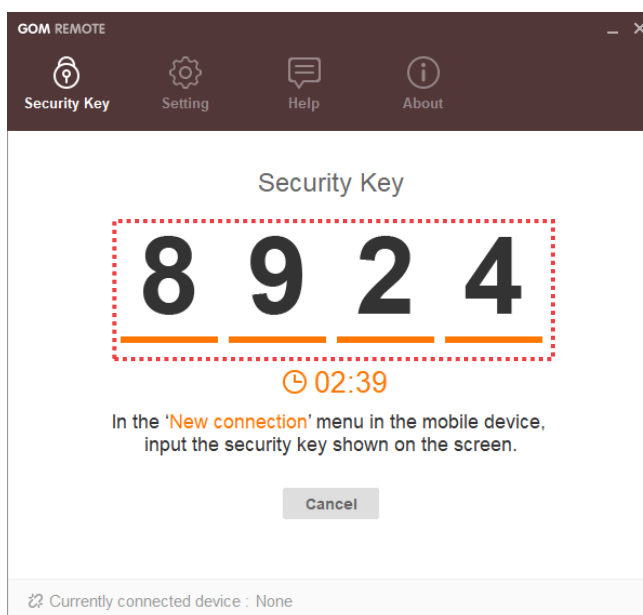 GOM REMOTE
Security Key Setting Help About
Security Key
8 9 2 4
02:39
In the ‘New connection’ menu in the mobile device,
input the security key shown on the screen.
Cancel
Currently connected device : None